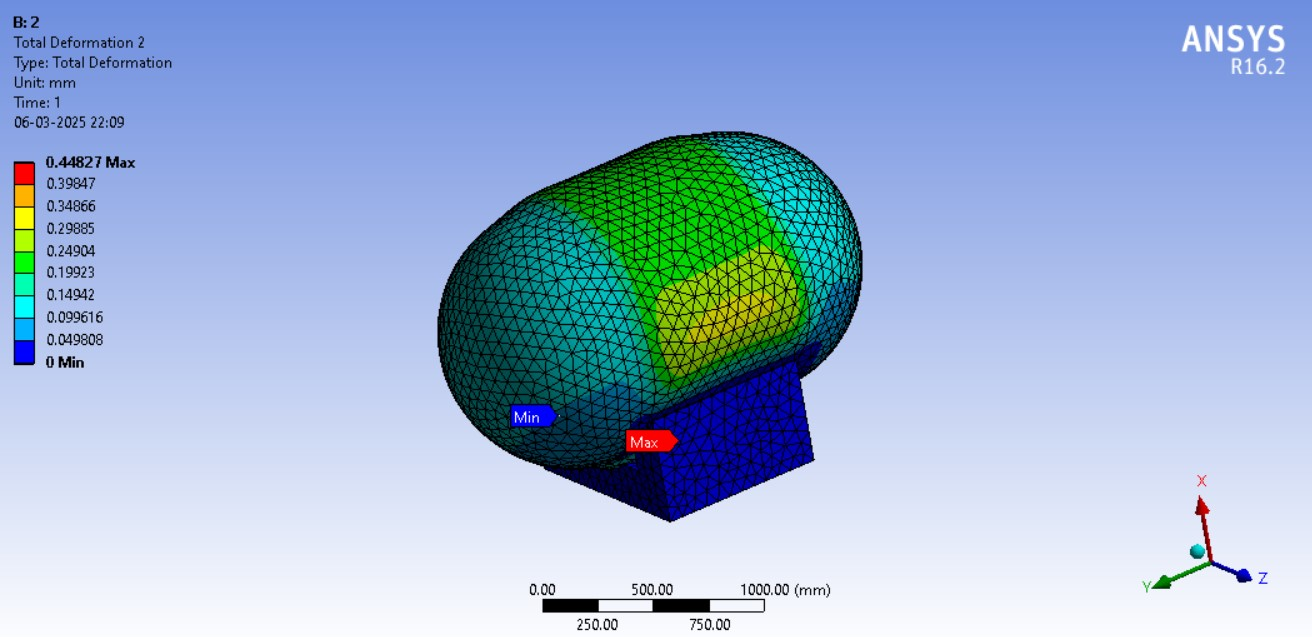 B: 2
Total Deformation 2
Type: Total Deformation
Unit: mm
Time: 1
06-03-2025 22:09
ANSYS
R16.2
0.44827 Max
0.39847
0.34866
0.29885
0.24904
0.19923
0.14942
0.099616
0.049808
0 Min
Min
Max
X
Y
Z
0.00 500.00 1000.00 (mm)
250.00 750.00